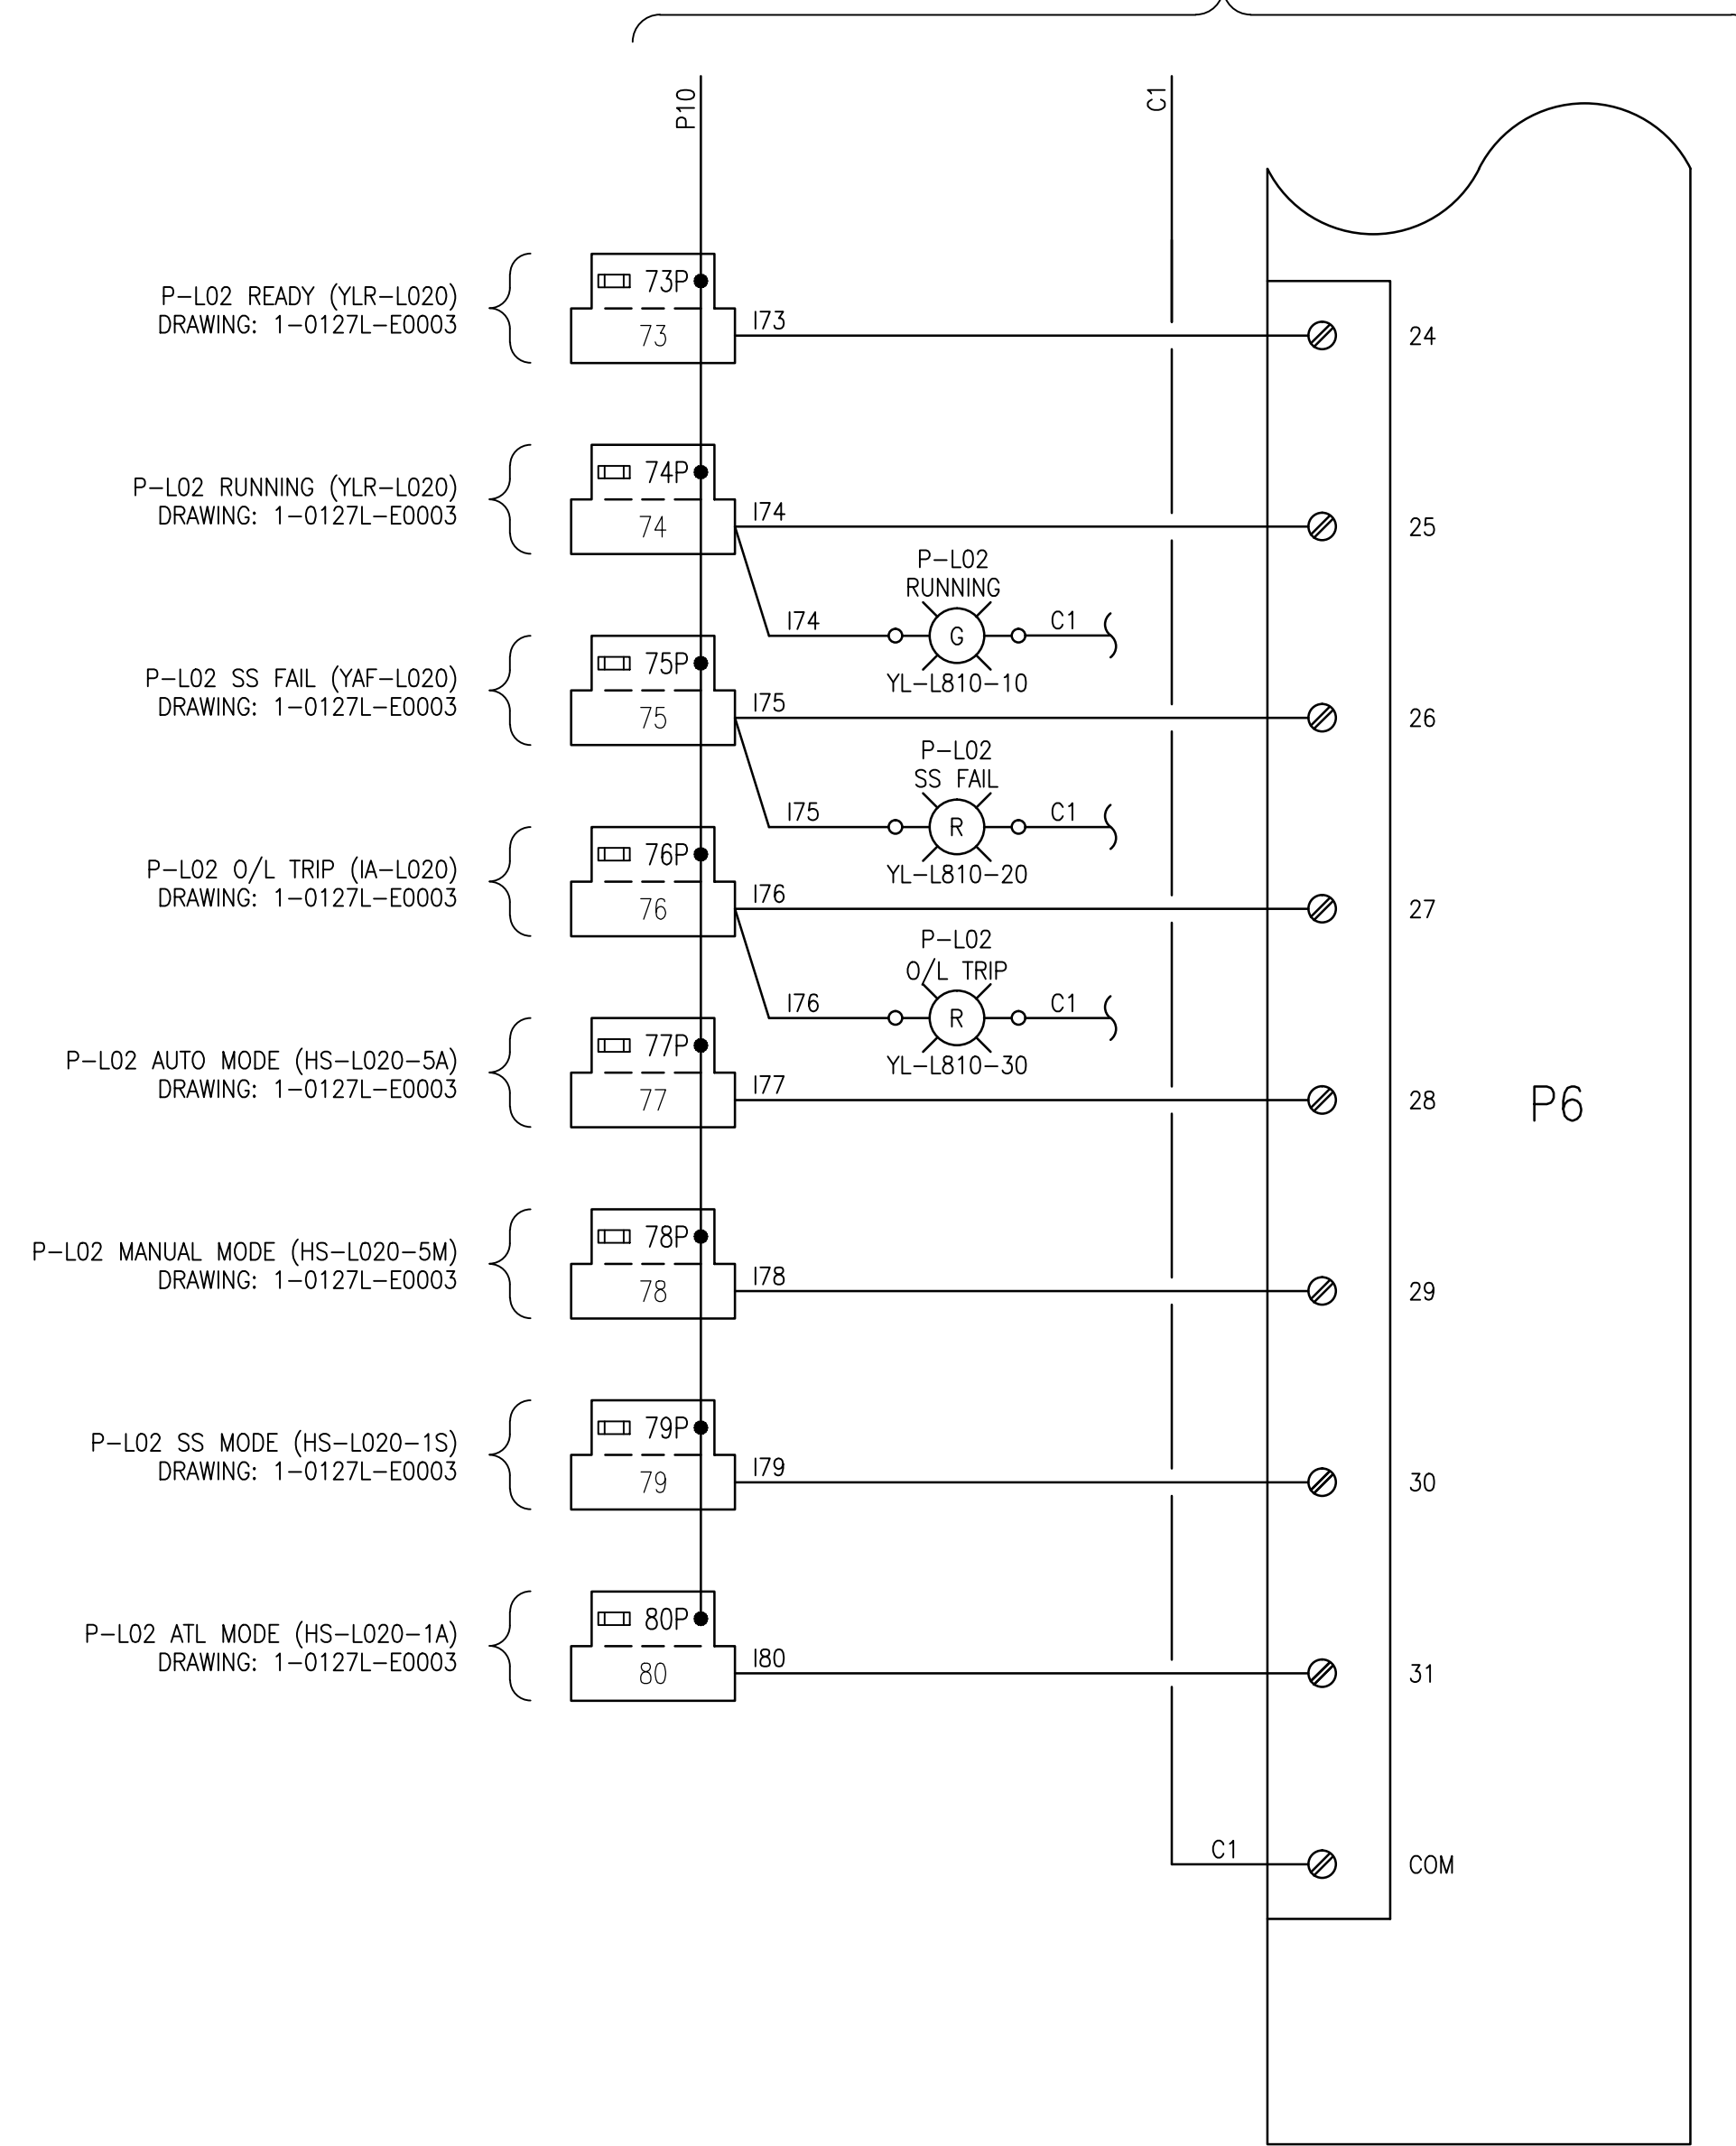 P10
C1
P-L02 READY (YLR-L020)
DRAWING: 1-0127L-E0003
73P
73
I73
24
P-L02 RUNNING (YLR-L020)
DRAWING: 1-0127L-E0003
74P
74
I74
25
P-L02
RUNNING
I74
G
C1
YL-L810-10
P-L02 SS FAIL (YAF-L020)
DRAWING: 1-0127L-E0003
75P
75
I75
26
P-L02
SS FAIL
I75
R
C1
YL-L810-20
P-L02 O/L TRIP (IA-L020)
DRAWING: 1-0127L-E0003
76P
76
I76
27
P-L02
O/L TRIP
I76
R
C1
YL-L810-30
P-L02 AUTO MODE (HS-L020-5A)
DRAWING: 1-0127L-E0003
77P
77
I77
28
P6
P-L02 MANUAL MODE (HS-L020-5M)
DRAWING: 1-0127L-E0003
78P
78
I78
29
P-L02 SS MODE (HS-L020-1S)
DRAWING: 1-0127L-E0003
79P
79
I79
30
P-L02 ATL MODE (HS-L020-1A)
DRAWING: 1-0127L-E0003
80P
80
I80
31
C1
COM